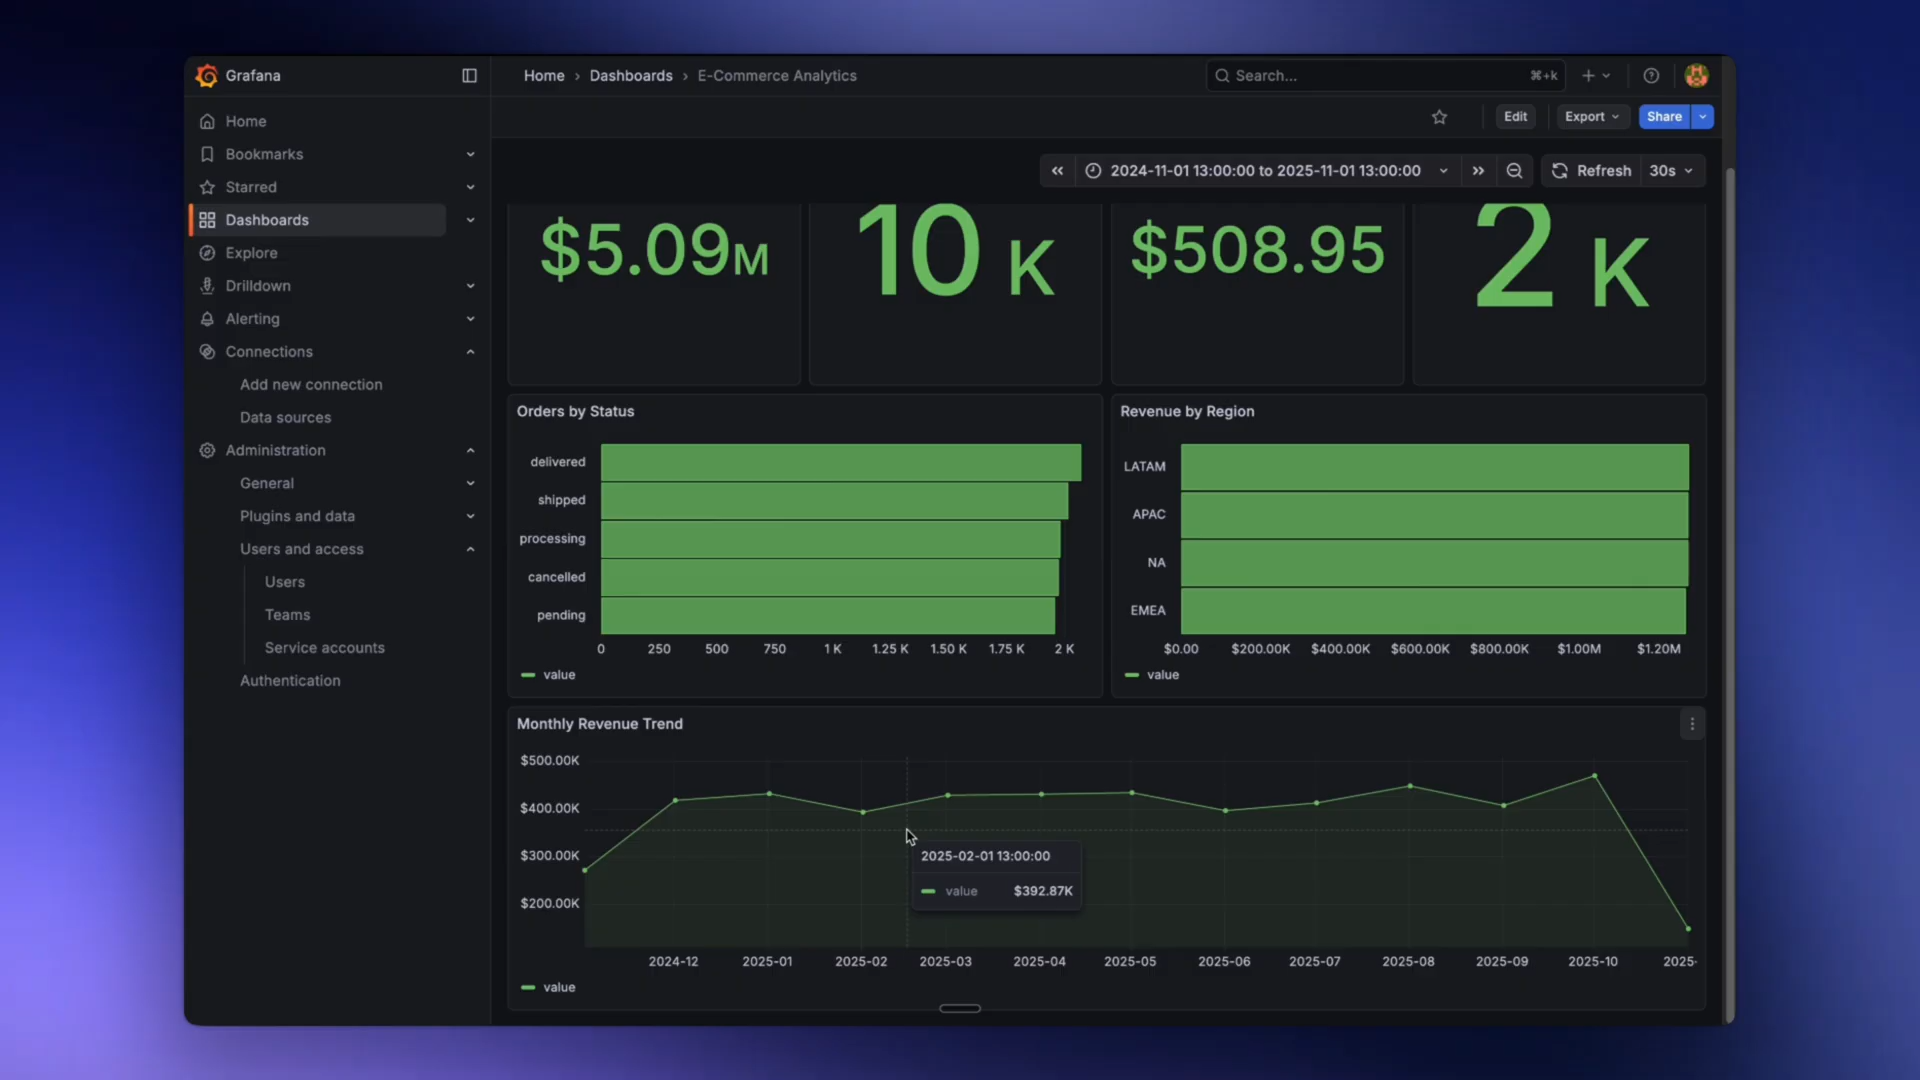 Grafana
Home › Dashboards › E-Commerce Analytics
Search...
⌘+k
Edit
Export
Share
Home
Bookmarks
Starred
Dashboards
Explore
Drilldown
Alerting
Connections
Add new connection
Data sources
Administration
General
Plugins and data
Users and access
Users
Teams
Service accounts
Authentication
2024-11-01 13:00:00 to 2025-11-01 13:00:00
Refresh
30s
$5.09M
10 K
$508.95
2 K
Orders by Status
delivered
shipped
processing
cancelled
pending
0 250 500 750 1 K 1.25 K 1.50 K 1.75 K 2 K
value
Revenue by Region
LATAM
APAC
NA
EMEA
$0.00 $200.00K $400.00K $600.00K $800.00K $1.00M $1.20M
value
Monthly Revenue Trend
$500.00K
$400.00K
$300.00K
$200.00K
2025-02-01 13:00:00
value $392.87K
2024-12 2025-01 2025-02 2025-03 2025-04 2025-05 2025-06 2025-07 2025-08 2025-09 2025-10 2025-
value